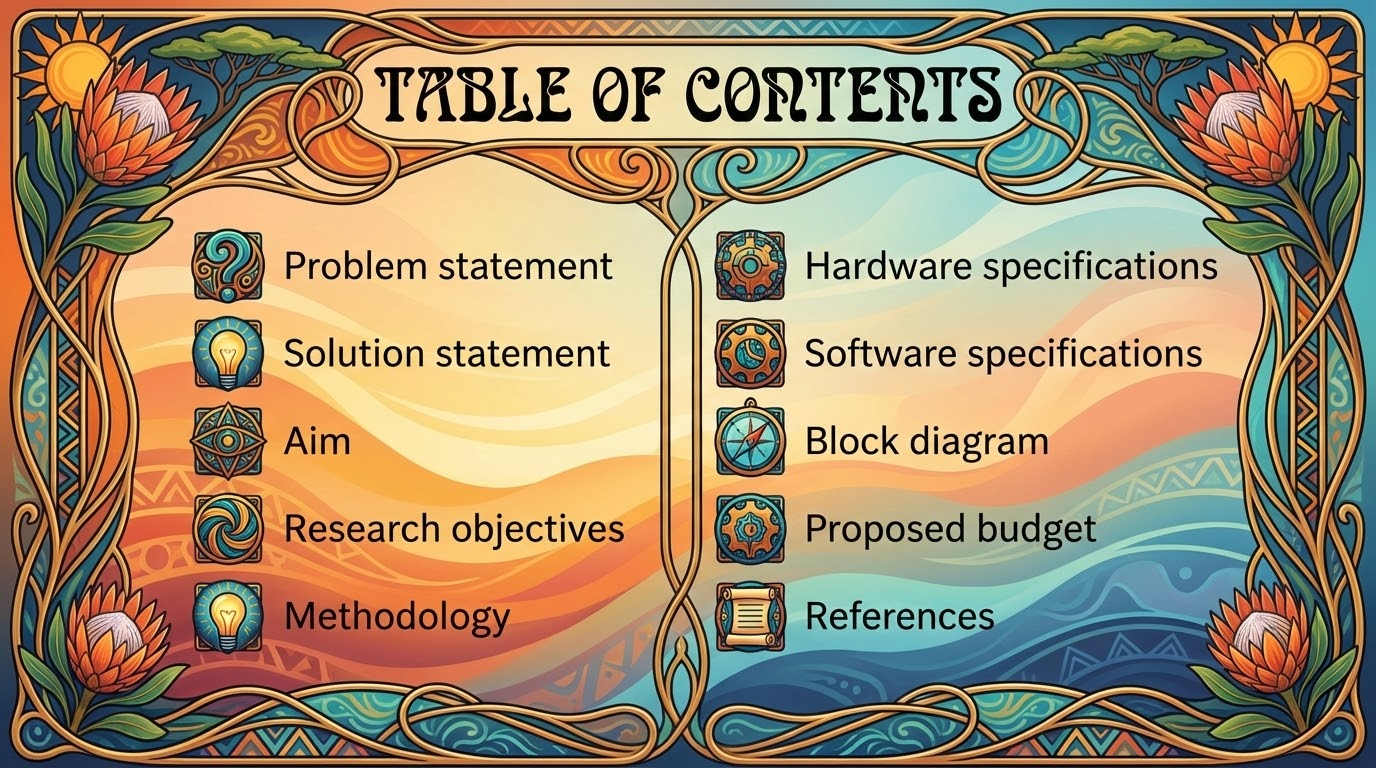 TABLE OF CONTENTS
Problem statement
Solution statement
Aim
Research objectives
Methodology
Hardware specifications
Software specifications
Block diagram
Proposed budget
References